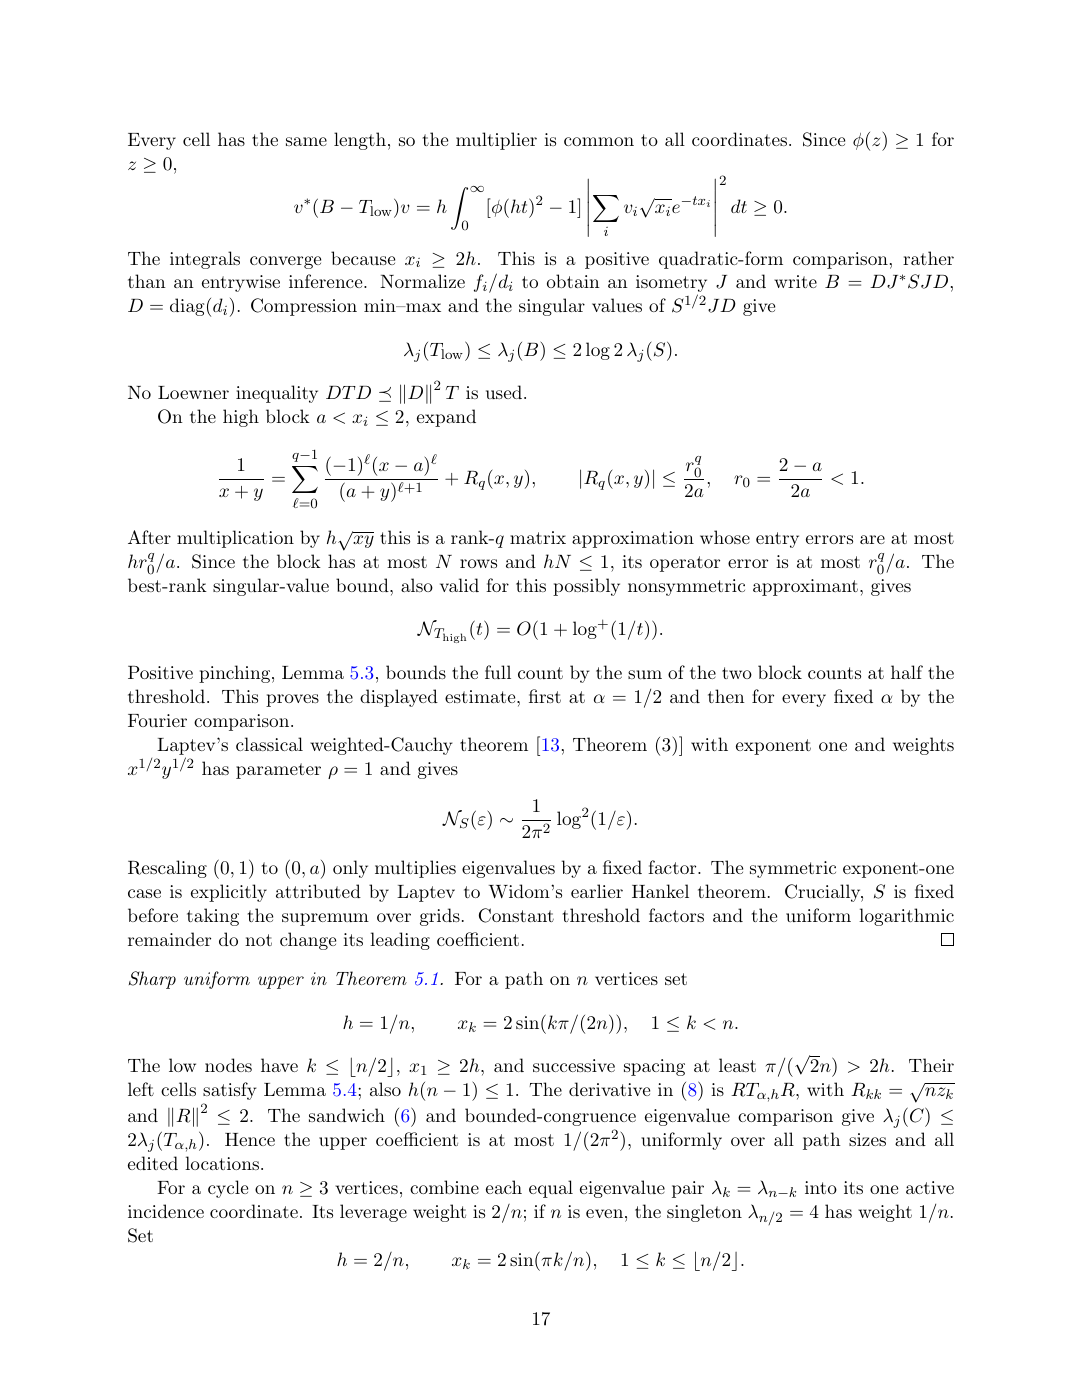 Every cell has the same length, so the multiplier is common to all coordinates. Since ϕ(z) ≥ 1 for
z ≥ 0,
v*(B − T_low)v = h ∫_0^∞ [ϕ(ht)^2 − 1] |∑_i v_i √x_i e^{−tx_i}|^2 dt ≥ 0.
The integrals converge because x_i ≥ 2h. This is a positive quadratic-form comparison, rather
than an entrywise inference. Normalize f_i/d_i to obtain an isometry J and write B = DJ*SJD,
D = diag(d_i). Compression min–max and the singular values of S^{1/2}JD give
λ_j(T_low) ≤ λ_j(B) ≤ 2 log 2 λ_j(S).
No Loewner inequality DTD ⪯ ‖D‖^2 T is used.
On the high block a < x_i ≤ 2, expand
1/(x + y) = ∑_{ℓ=0}^{q−1} (−1)^ℓ(x − a)^ℓ/(a + y)^{ℓ+1} + R_q(x, y), |R_q(x, y)| ≤ r_0^q/(2a), r_0 = (2 − a)/(2a) < 1.
After multiplication by h√(xy) this is a rank-q matrix approximation whose entry errors are at most
hr_0^q/a. Since the block has at most N rows and hN ≤ 1, its operator error is at most r_0^q/a. The
best-rank singular-value bound, also valid for this possibly nonsymmetric approximant, gives
𝒩_{T_high}(t) = O(1 + log^+(1/t)).
Positive pinching, Lemma 5.3, bounds the full count by the sum of the two block counts at half the
threshold. This proves the displayed estimate, first at α = 1/2 and then for every fixed α by the
Fourier comparison.
Laptev's classical weighted-Cauchy theorem [13, Theorem (3)] with exponent one and weights
x^{1/2}y^{1/2} has parameter ρ = 1 and gives
𝒩_S(ε) ∼ 1/(2π^2) log^2(1/ε).
Rescaling (0, 1) to (0, a) only multiplies eigenvalues by a fixed factor. The symmetric exponent-one
case is explicitly attributed by Laptev to Widom's earlier Hankel theorem. Crucially, S is fixed
before taking the supremum over grids. Constant threshold factors and the uniform logarithmic
remainder do not change its leading coefficient. □
Sharp uniform upper in Theorem 5.1. For a path on n vertices set
h = 1/n, x_k = 2 sin(kπ/(2n)), 1 ≤ k < n.
The low nodes have k ≤ ⌊n/2⌋, x_1 ≥ 2h, and successive spacing at least π/(√2n) > 2h. Their
left cells satisfy Lemma 5.4; also h(n − 1) ≤ 1. The derivative in (8) is RT_{α,h}R, with R_{kk} = √(nz_k)
and ‖R‖^2 ≤ 2. The sandwich (6) and bounded-congruence eigenvalue comparison give λ_j(C) ≤
2λ_j(T_{α,h}). Hence the upper coefficient is at most 1/(2π^2), uniformly over all path sizes and all
edited locations.
For a cycle on n ≥ 3 vertices, combine each equal eigenvalue pair λ_k = λ_{n−k} into its one active
incidence coordinate. Its leverage weight is 2/n; if n is even, the singleton λ_{n/2} = 4 has weight 1/n.
Set
h = 2/n, x_k = 2 sin(πk/n), 1 ≤ k ≤ ⌊n/2⌋.
17